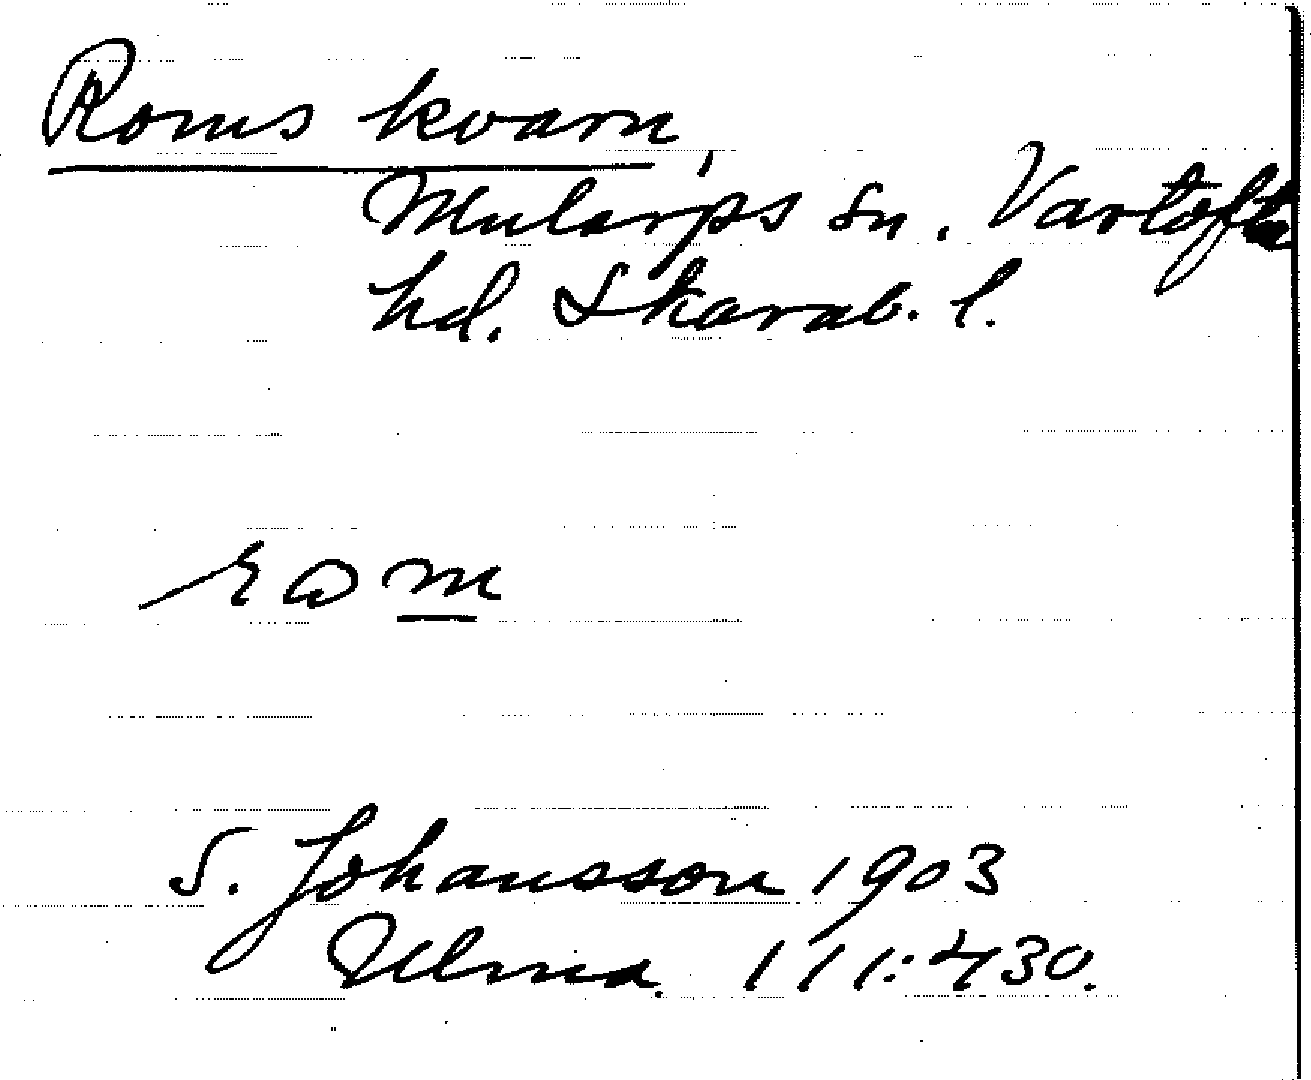 Roms kvarn,
Mularps sn. Vartofta
hd. Skarab. l.
S. Johansson 1903
Ulma. 111:430.